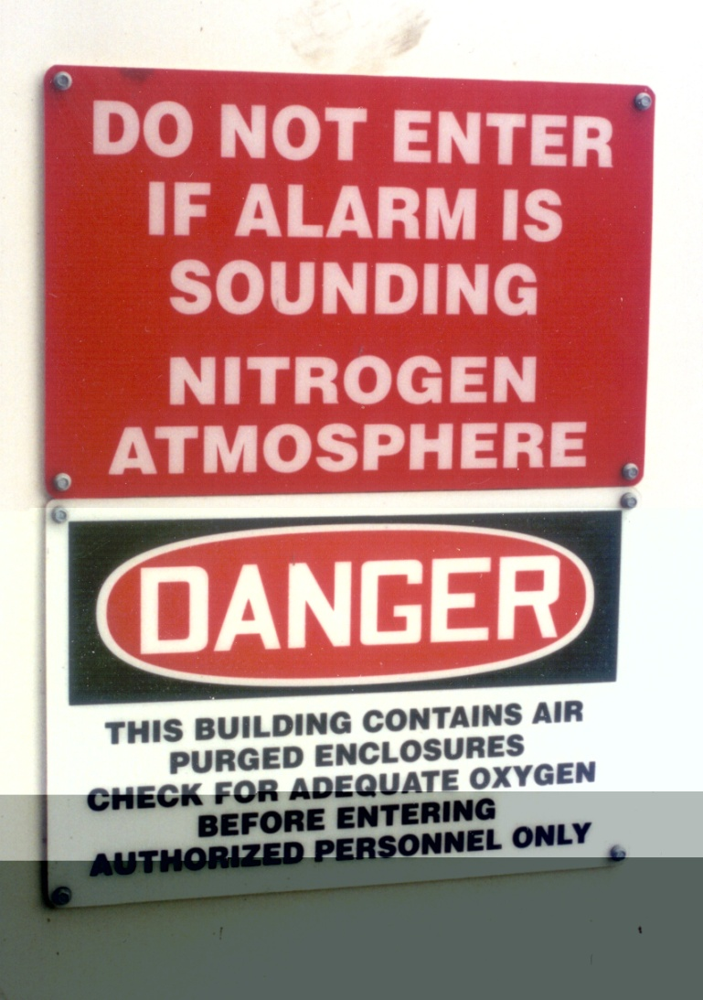 DO NOT ENTER
IF ALARM IS
SOUNDING
NITROGEN
ATMOSPHERE
DANGER
THIS BUILDING CONTAINS AIR
PURGED ENCLOSURES
CHECK FOR ADEQUATE OXYGEN
BEFORE ENTERING
AUTHORIZED PERSONNEL ONLY